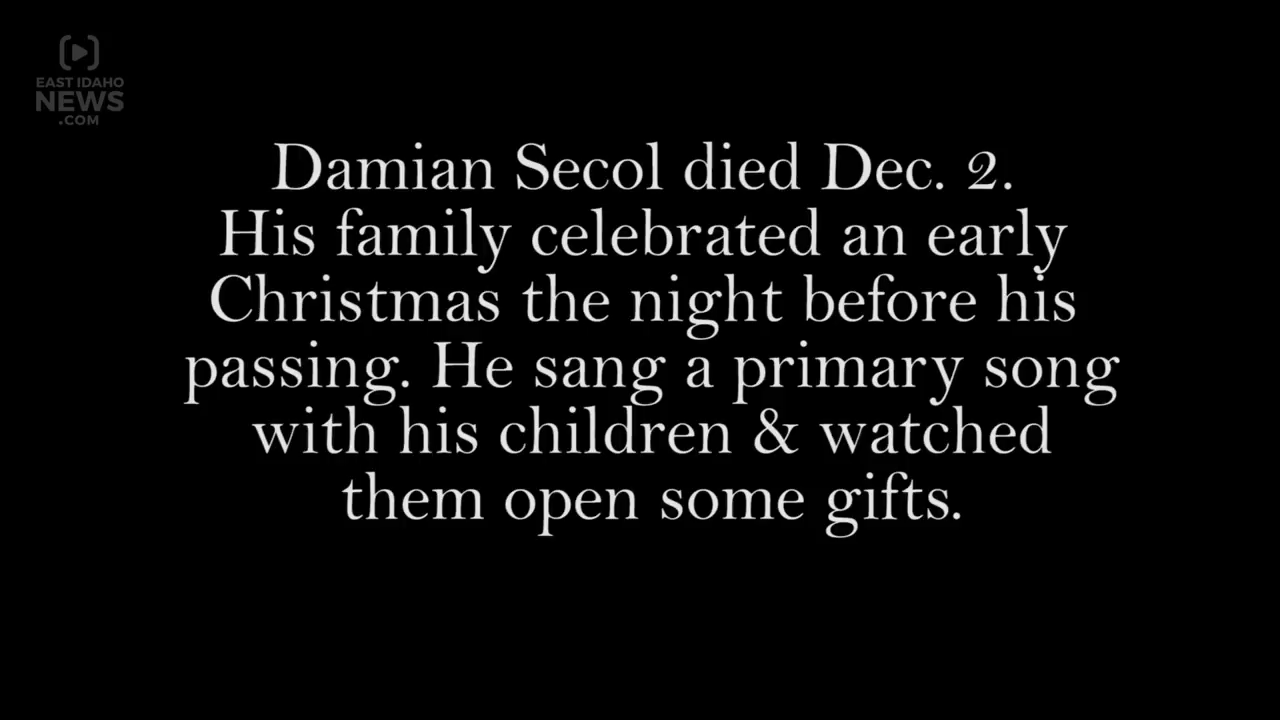 EAST IDAHO
NEWS
.COM
Damian Secol died Dec. 2.
His family celebrated an early
Christmas the night before his
passing. He sang a primary song
with his children & watched
them open some gifts.